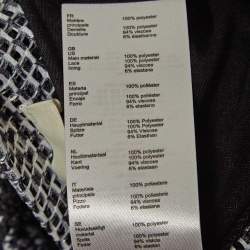 FR
Matière 100% polyester
principale 100% polyester
Dentelle 94% viscose
Doublure 6% élasthanne
GB
US 100% polyester
Main material 100% polyester
Lace 94% viscose
lining 6% elastane
ES
Materia 100% poliéster
principal 100% poliéster
Encaje 94% viscosa
Forro 6% elastano
DE
Hauptmaterial 100% Polyester
Spitze 100% Polyester
Futter 94% Viskose
6% Elasthan
NL
Hoofdmateriaal 100% polyester
Kant 100% polyester
Voering 94% viscose
6% elastan
IT
Materiale 100% poliestere
principale 100% poliestere
Pizzo 94% viscosa
Fodera 6% elastan
SE
Huvudsakligt 100% polyester
material 100% polyester
Spets 94% viskos
Foder 6% elastan